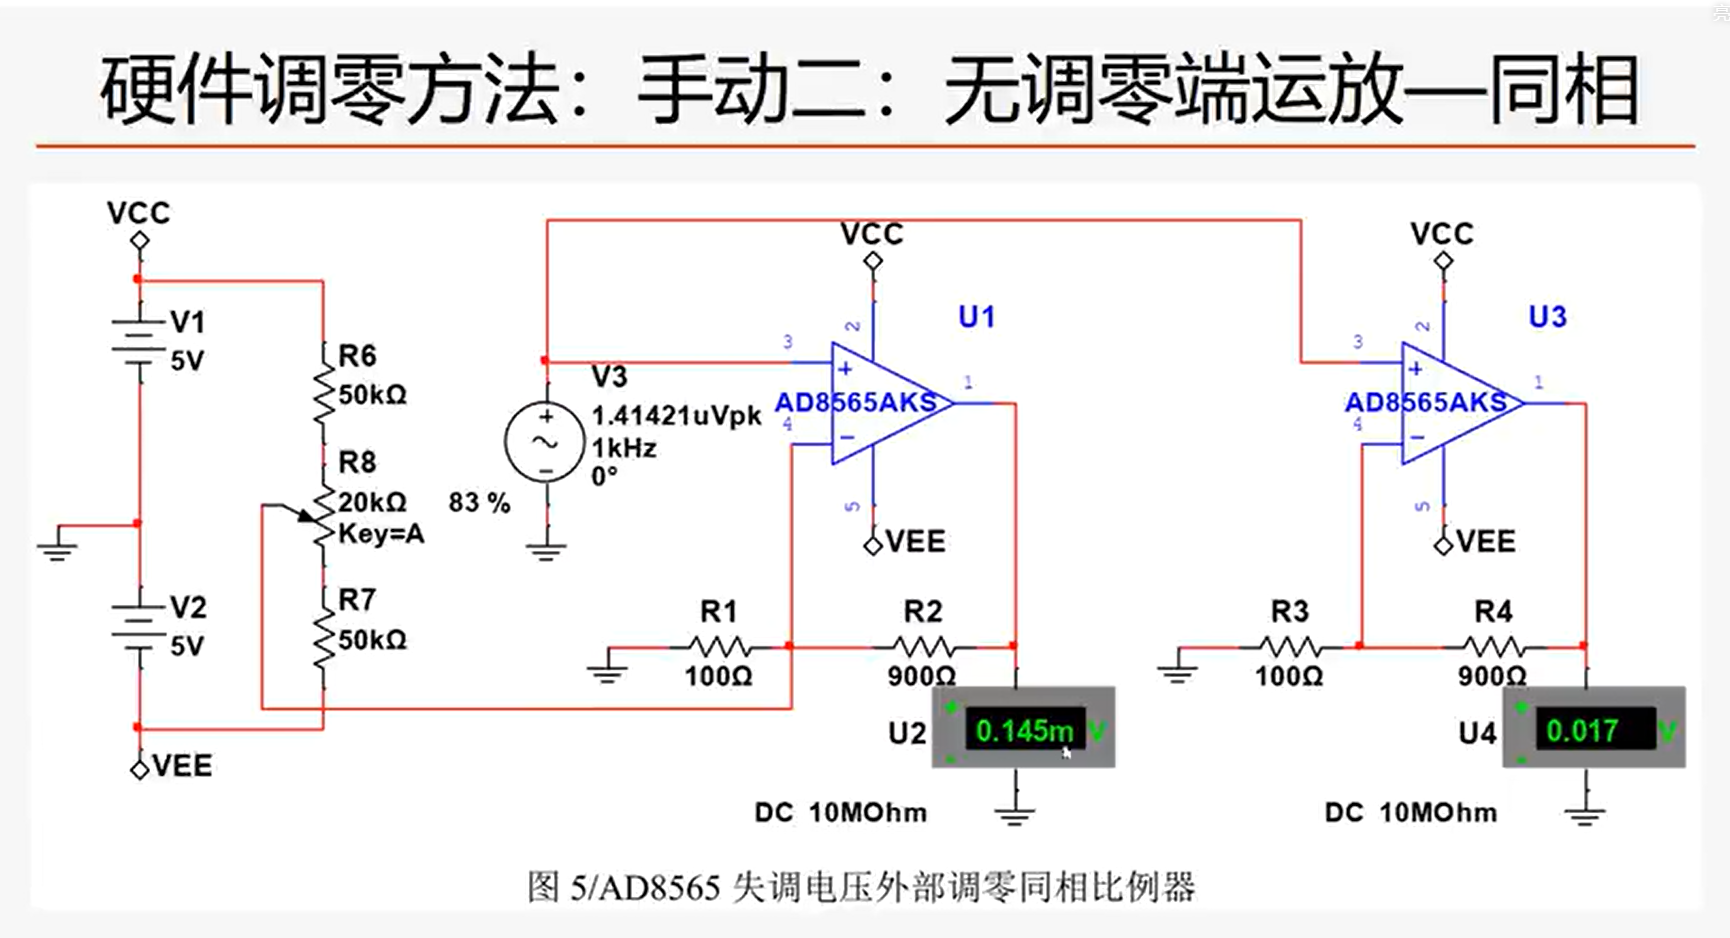 亮
硬件调零方法：手动二：无调零端运放—同相
VCC
V1
5V
V2
5V
VEE
R6
50kΩ
R8
20kΩ
Key=A
83 %
R7
50kΩ
V3
1.41421uVpk
1kHz
0°
VCC
U1
2
3
+
AD8565AKS
1
4
−
5
VEE
R1
100Ω
R2
900Ω
U2
0.145m V
DC 10MOhm
VCC
U3
2
3
+
AD8565AKS
1
4
−
5
VEE
R3
100Ω
R4
900Ω
U4
0.017 V
DC 10MOhm
图 5/AD8565 失调电压外部调零同相比例器